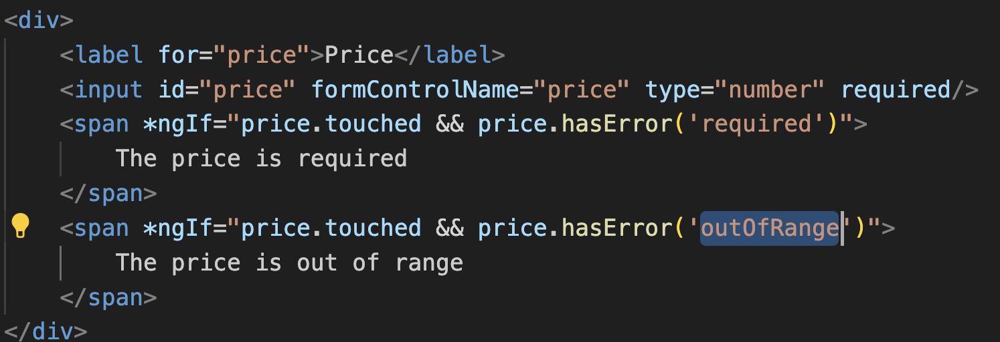 <div>
    <label for="price">Price</label>
    <input id="price" formControlName="price" type="number" required/>
    <span *ngIf="price.touched && price.hasError('required')">
        The price is required
    </span>
    <span *ngIf="price.touched && price.hasError('outOfRange')">
        The price is out of range
    </span>
</div>